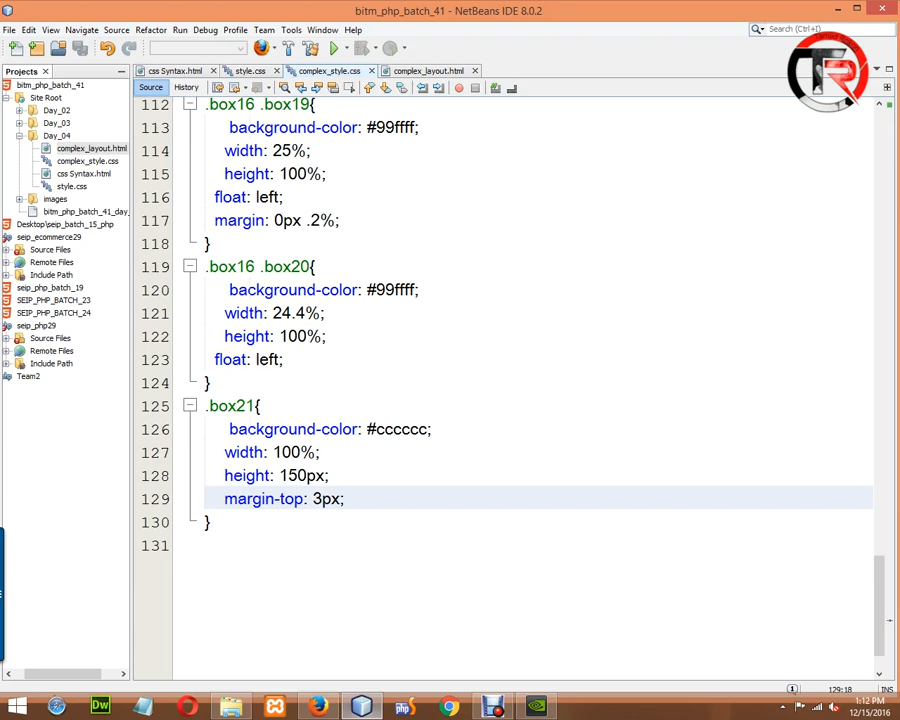 bitm_php_batch_41 - NetBeans IDE 8.0.2
File Edit View Navigate Source Refactor Run Debug Profile Team Tools Window Help
Search (Ctrl+I)
Projects
css Syntax.html style.css complex_style.css complex_layout.html
Source History
bitm_php_batch_41
Site Root
Day_02
Day_03
Day_04
complex_layout.html
complex_style.css
css Syntax.html
style.css
images
bitm_php_batch_41_day_
Desktop\seip_batch_15_php
seip_ecommerce29
Source Files
Remote Files
Include Path
seip_php_batch_19
SEIP_PHP_BATCH_23
SEIP_PHP_BATCH_24
seip_php29
Source Files
Remote Files
Include Path
Team2
112 .box16 .box19{
113 background-color: #99ffff;
114 width: 25%;
115 height: 100%;
116 float: left;
117 margin: 0px .2%;
118 }
119 .box16 .box20{
120 background-color: #99ffff;
121 width: 24.4%;
122 height: 100%;
123 float: left;
124 }
125 .box21{
126 background-color: #cccccc;
127 width: 100%;
128 height: 150px;
129 margin-top: 3px;
130 }
131
TR
1 129:18 INS
Dw
php
1:12 PM
12/15/2016